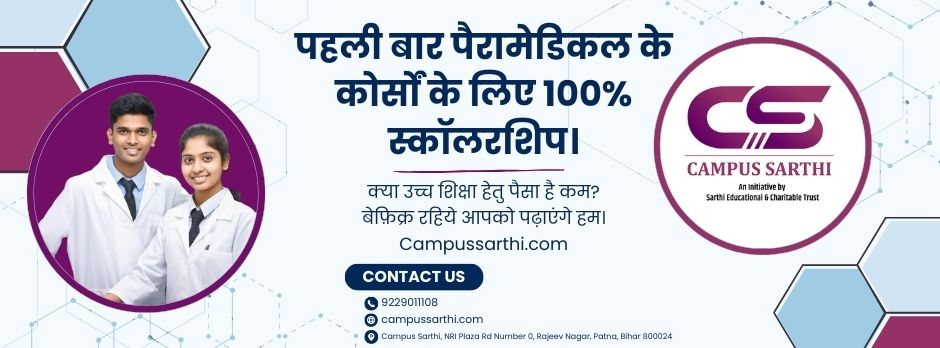 पहली बार पैरामेडिकल के
कोर्सों के लिए 100%
स्कॉलरशिप।
क्या उच्च शिक्षा हेतु पैसा है कम?
बेफ़िक्र रहिये आपको पढ़ाएंगे हम।
Campussarthi.com
CONTACT US
9229011108
campussarthi.com
Campus Sarthi, NRI Plaza Rd Number 0, Rajeev Nagar, Patna, Bihar 800024
CS
CAMPUS SARTHI
An Initiative by
Sarthi Educational & Charitable Trust